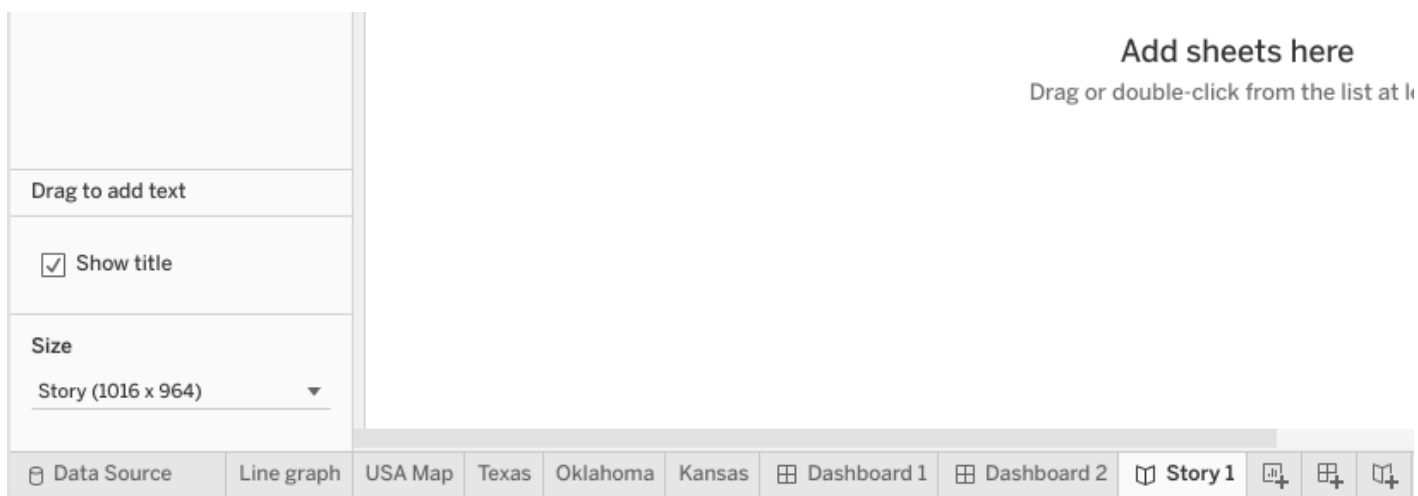 Add sheets here
Drag or double-click from the list at
Drag to add text
Show title
Size
Story (1016 x 964)
Data Source Line graph USA Map Texas Oklahoma Kansas Dashboard 1 Dashboard 2 Story 1